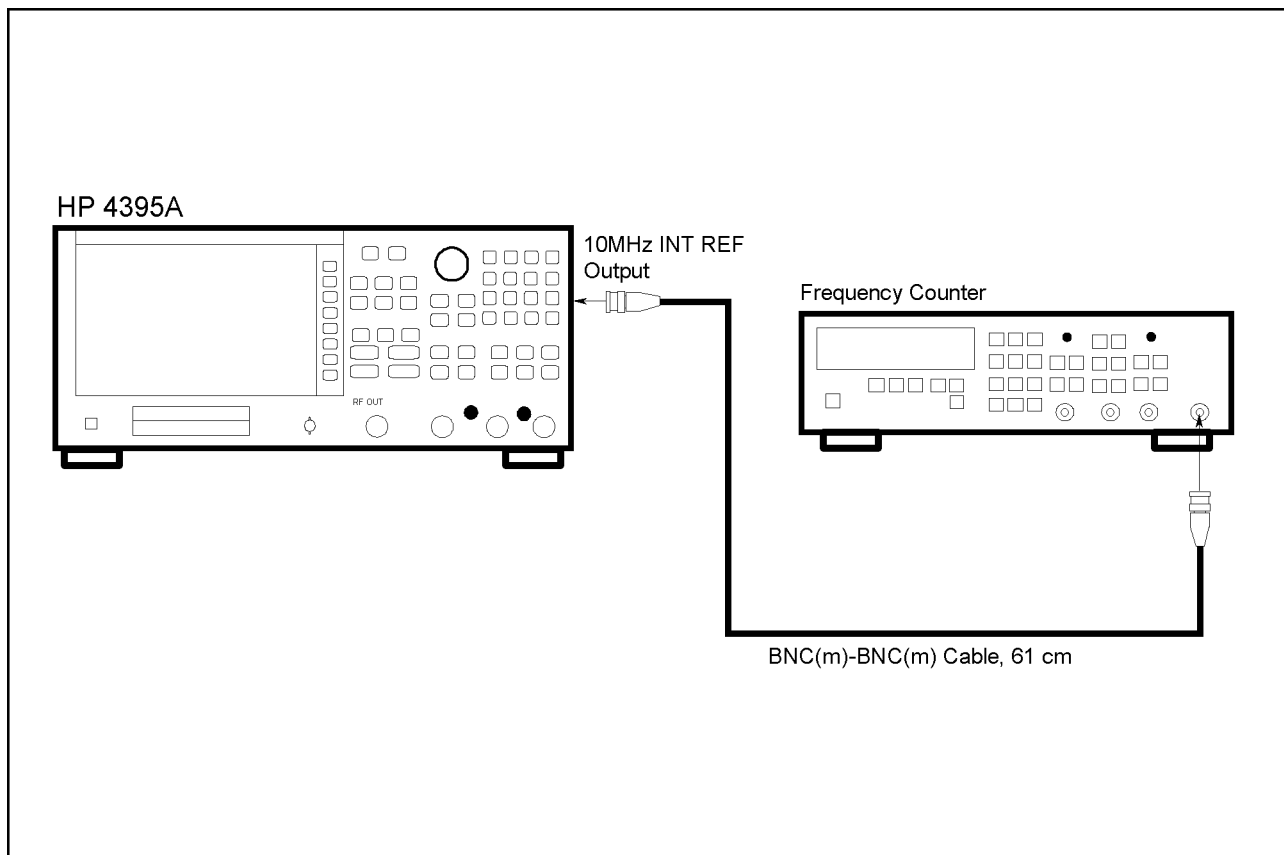 HP 4395A
10MHz INT REF
Output
Frequency Counter
RF OUT
BNC(m)-BNC(m) Cable, 61 cm